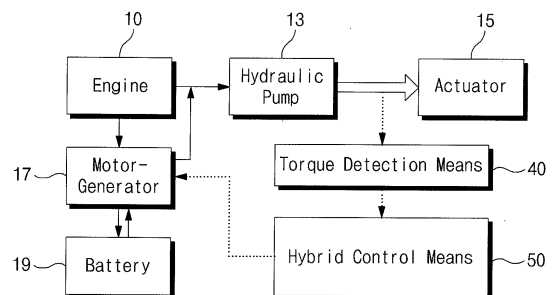 10
13
15
Engine
Hydraulic
Pump
Actuator
17
Motor-
Generator
Torque Detection Means
40
19
Battery
Hybrid Control Means
50